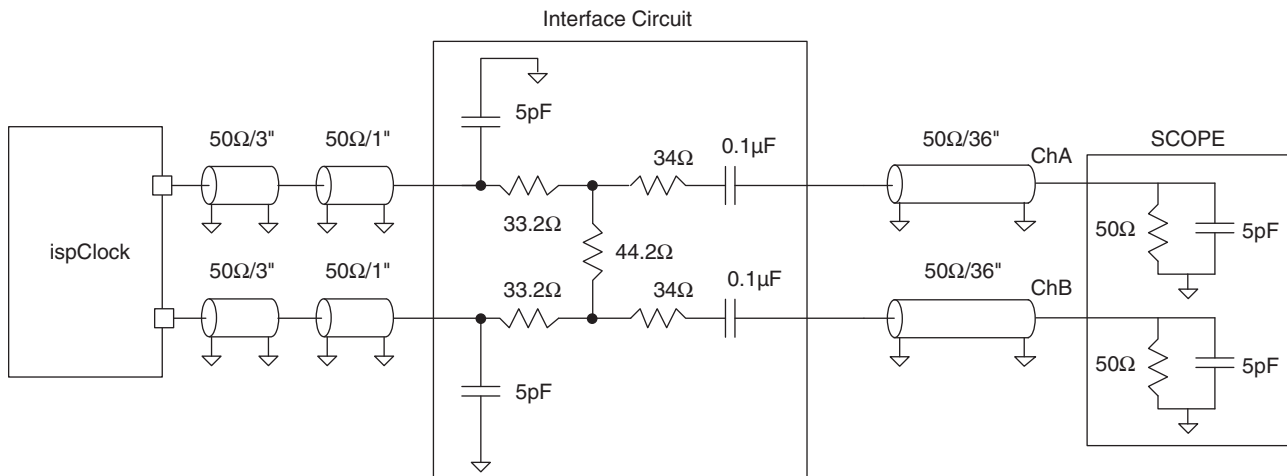 Interface Circuit
5pF
50Ω/3"
50Ω/1"
34Ω
0.1µF
50Ω/36"
ChA
SCOPE
33.2Ω
50Ω
5pF
ispClock
44.2Ω
50Ω/3"
50Ω/1"
33.2Ω
34Ω
0.1µF
50Ω/36"
ChB
50Ω
5pF
5pF